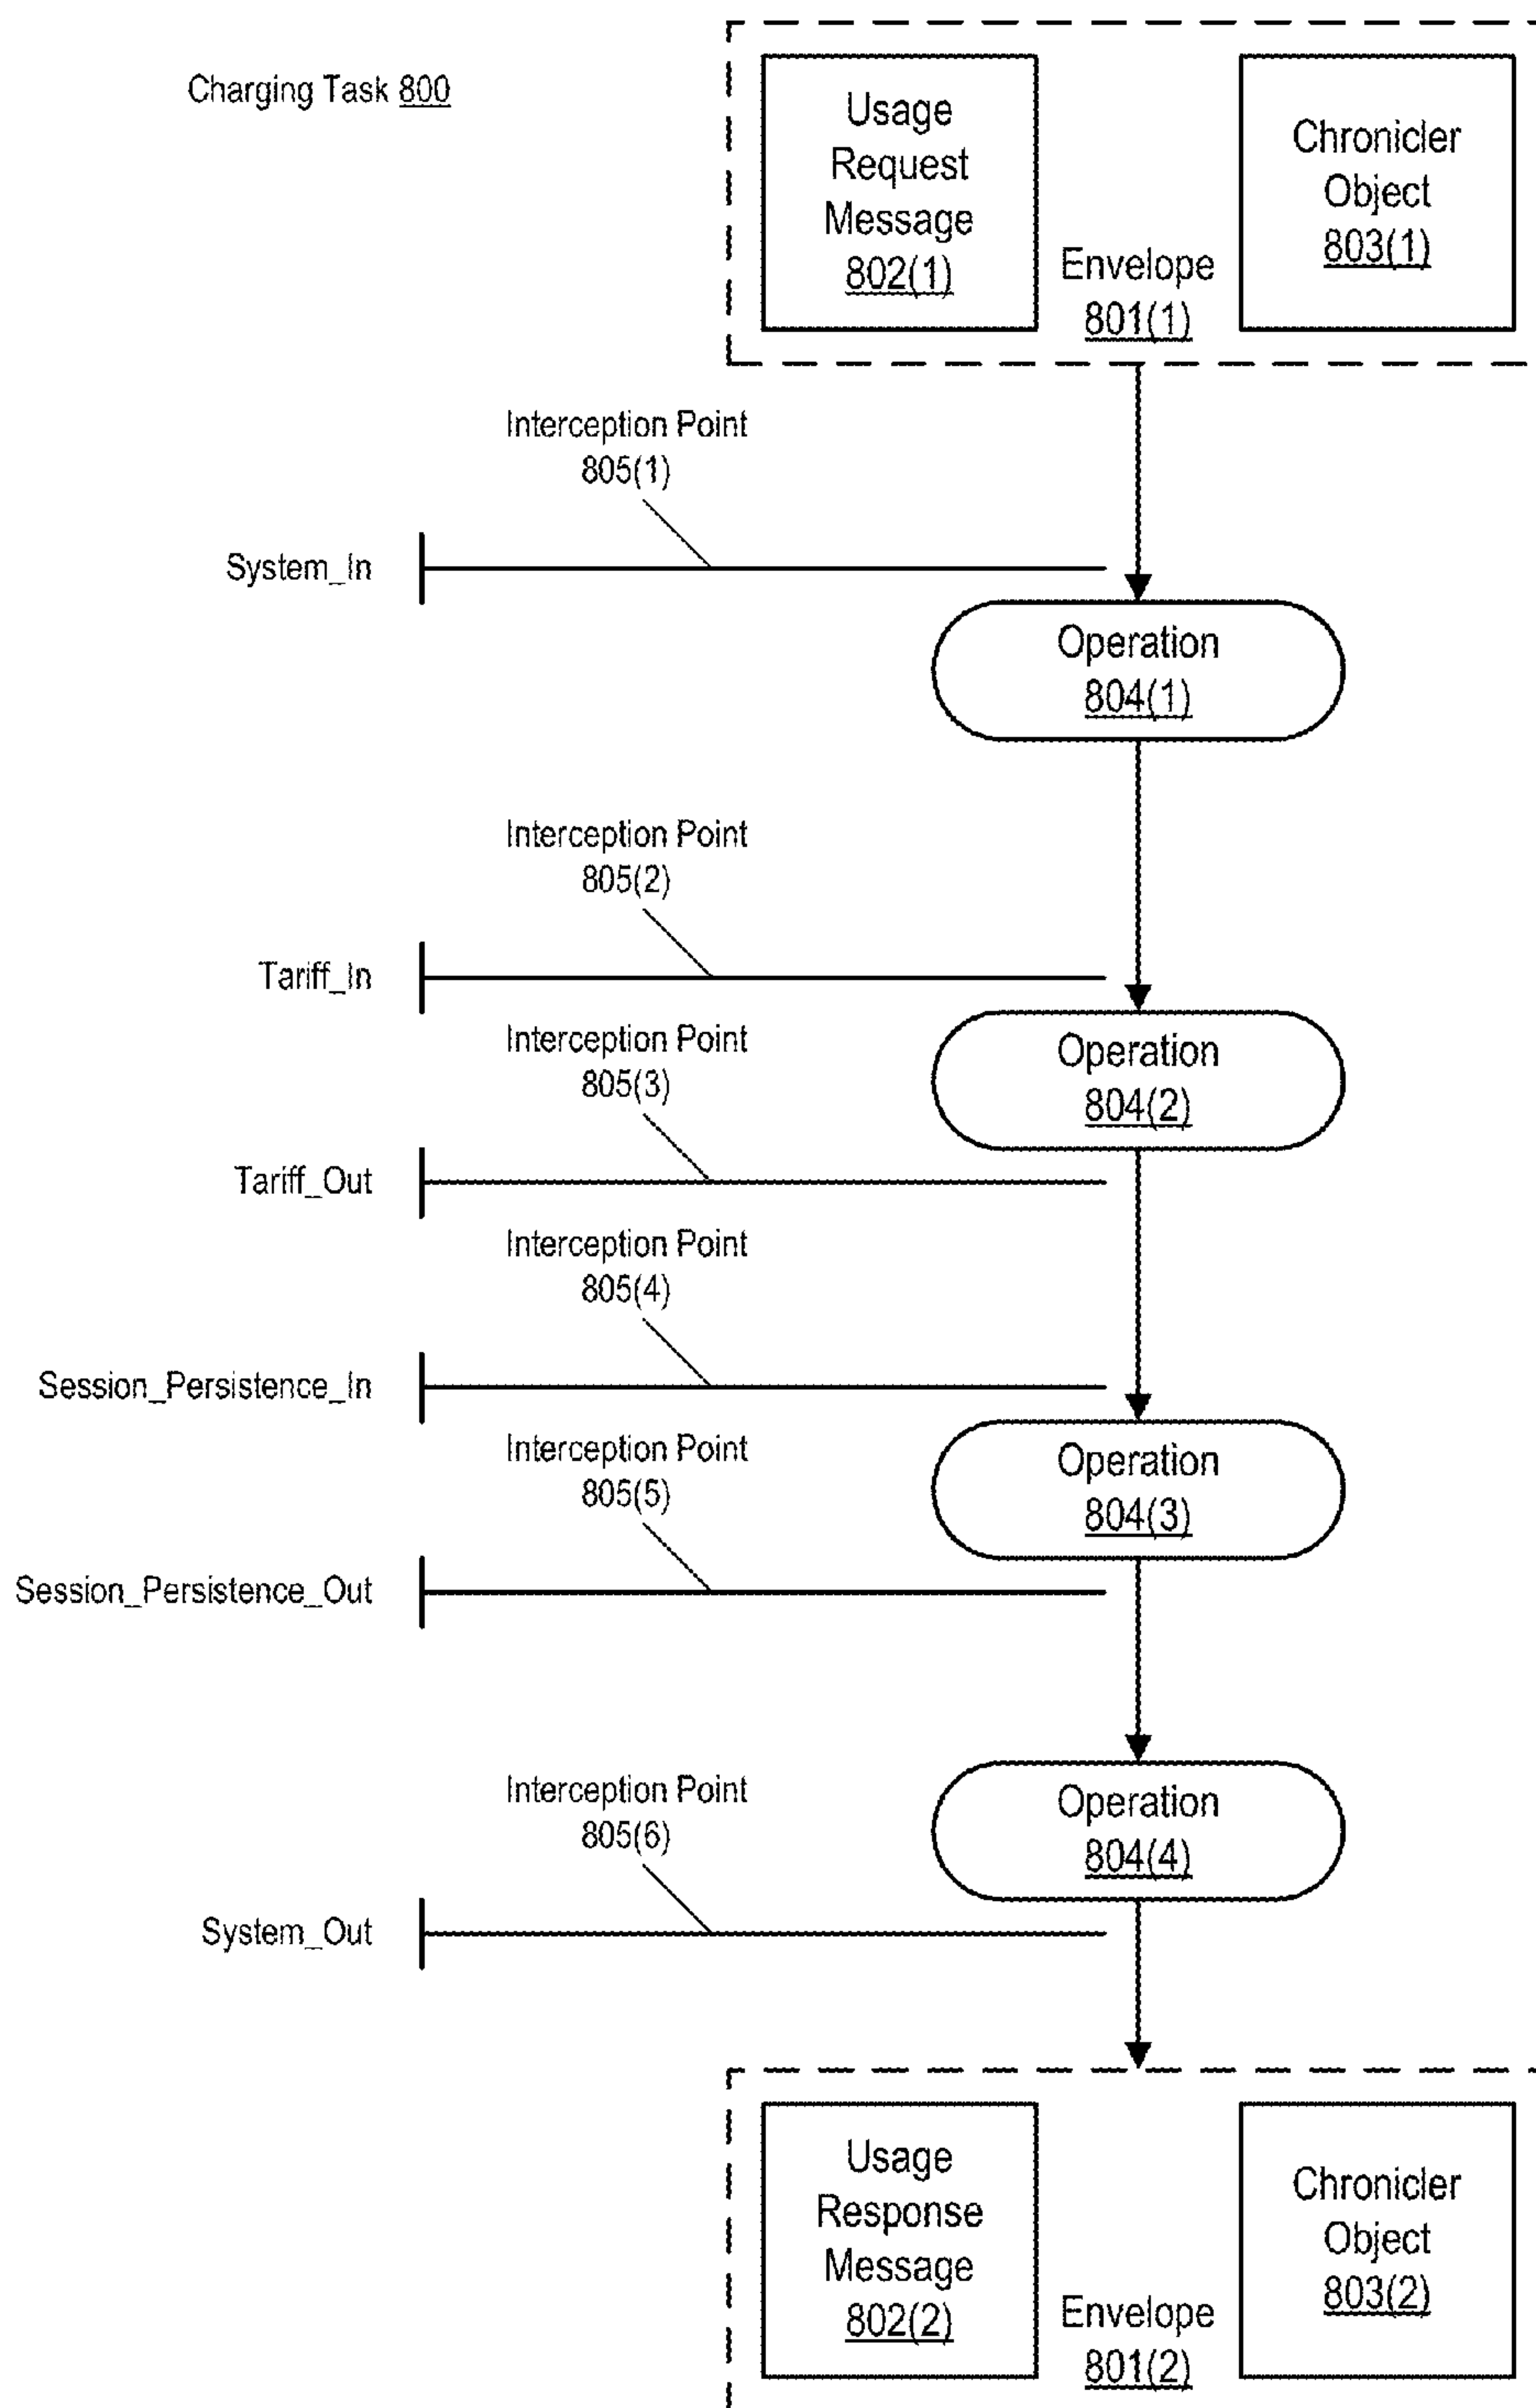 Charging Task 800
Usage
Request
Message
802(1)
Envelope
801(1)
Chronicler
Object
803(1)
Interception Point
805(1)
System_In
Operation
804(1)
Interception Point
805(2)
Tariff_In
Operation
804(2)
Interception Point
805(3)
Tariff_Out
Interception Point
805(4)
Session_Persistence_In
Operation
804(3)
Interception Point
805(5)
Session_Persistence_Out
Operation
804(4)
Interception Point
805(6)
System_Out
Usage
Response
Message
802(2)
Envelope
801(2)
Chronicler
Object
803(2)